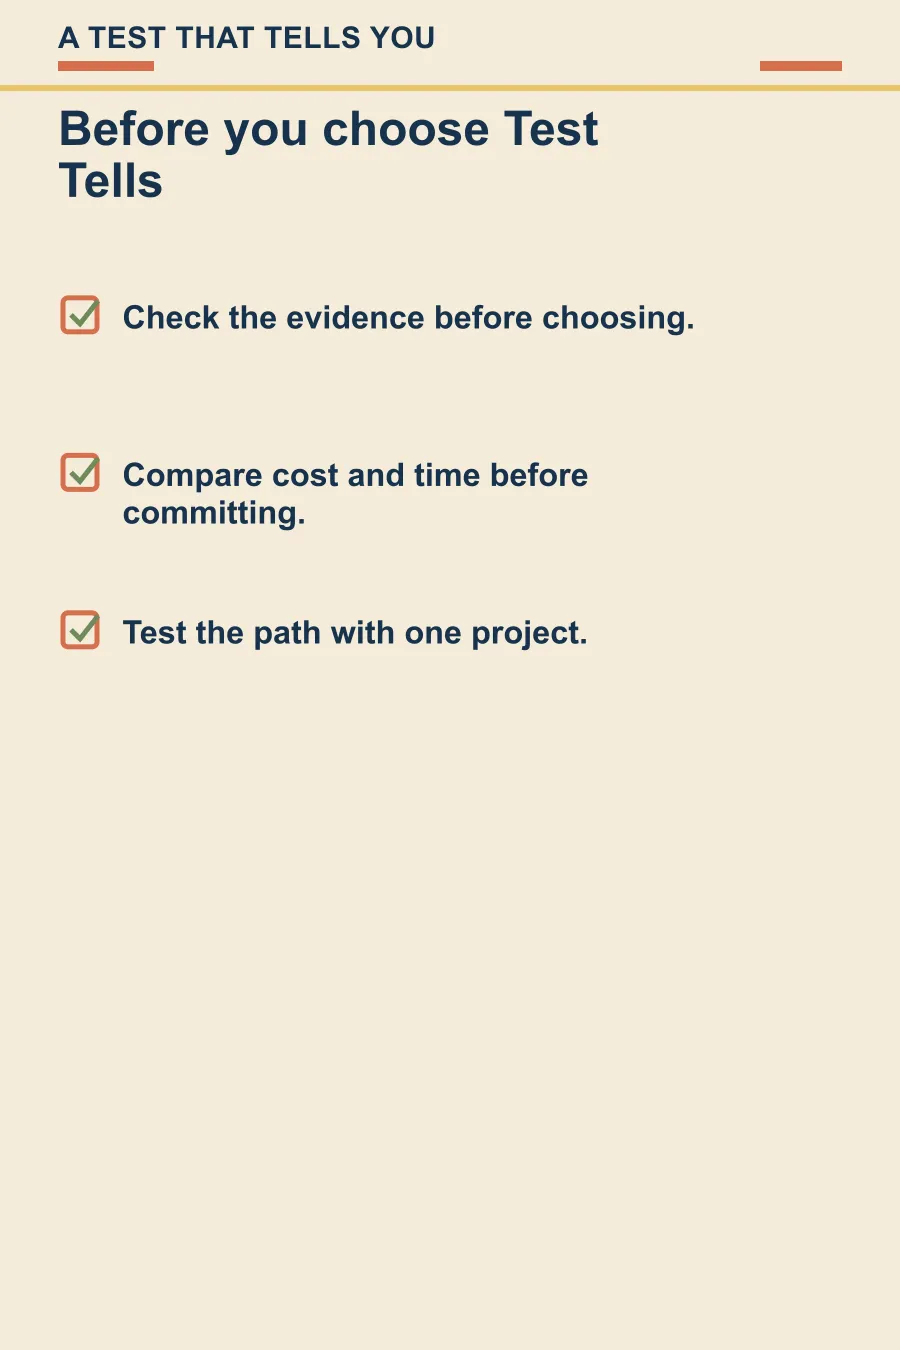 A TEST THAT TELLS YOU
Before you choose Test
Tells
Check the evidence before choosing.
Compare cost and time before
committing.
Test the path with one project.